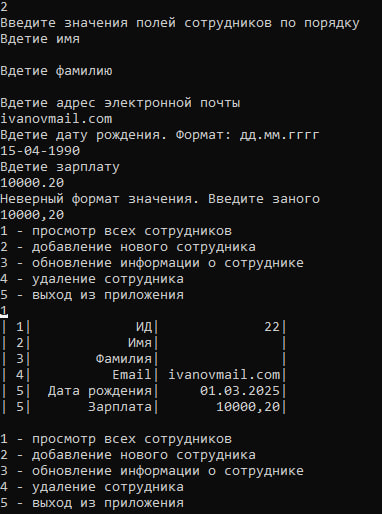 2
Введите значения полей сотрудников по порядку
Вдетие имя
Вдетие фамилию
Вдетие адрес электронной почты
ivanovmail.com
Вдетие дату рождения. Формат: дд.мм.гггг
15-04-1990
Вдетие зарплату
10000.20
Неверный формат значения. Введите заного
10000,20
1 - просмотр всех сотрудников
2 - добавление нового сотрудника
3 - обновление информации о сотруднике
4 - удаление сотрудника
5 - выход из приложения
1
| 1| ИД| 22|
| 2| Имя| |
| 3| Фамилия| |
| 4| Email| ivanovmail.com|
| 5| Дата рождения| 01.03.2025|
| 5| Зарплата| 10000,20|
1 - просмотр всех сотрудников
2 - добавление нового сотрудника
3 - обновление информации о сотруднике
4 - удаление сотрудника
5 - выход из приложения